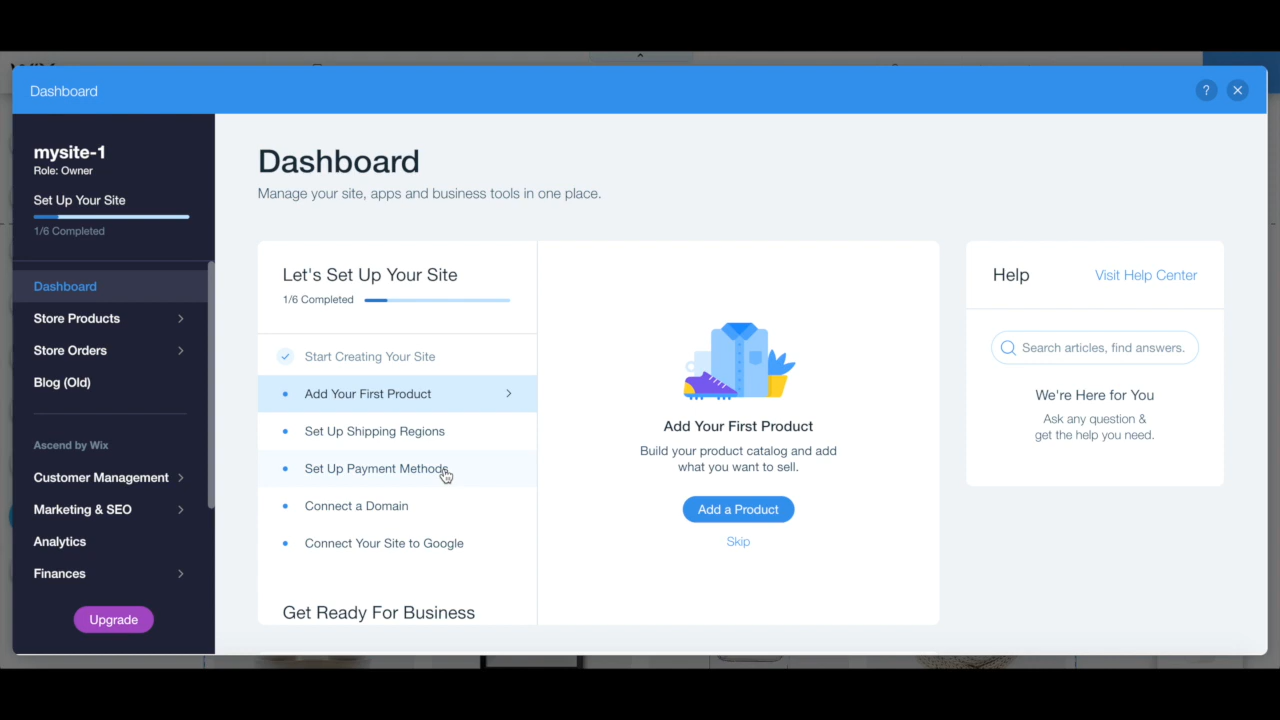 Dashboard
?
mysite-1
Role: Owner
Set Up Your Site
1/6 Completed
Dashboard
Store Products
Store Orders
Blog (Old)
Ascend by Wix
Customer Management
Marketing & SEO
Analytics
Finances
Upgrade
Dashboard
Manage your site, apps and business tools in one place.
Let's Set Up Your Site
1/6 Completed
Start Creating Your Site
Add Your First Product
Set Up Shipping Regions
Set Up Payment Methods
Connect a Domain
Connect Your Site to Google
Get Ready For Business
Add Your First Product
Build your product catalog and add
what you want to sell.
Add a Product
Skip
Help
Visit Help Center
Search articles, find answers.
We're Here for You
Ask any question &
get the help you need.